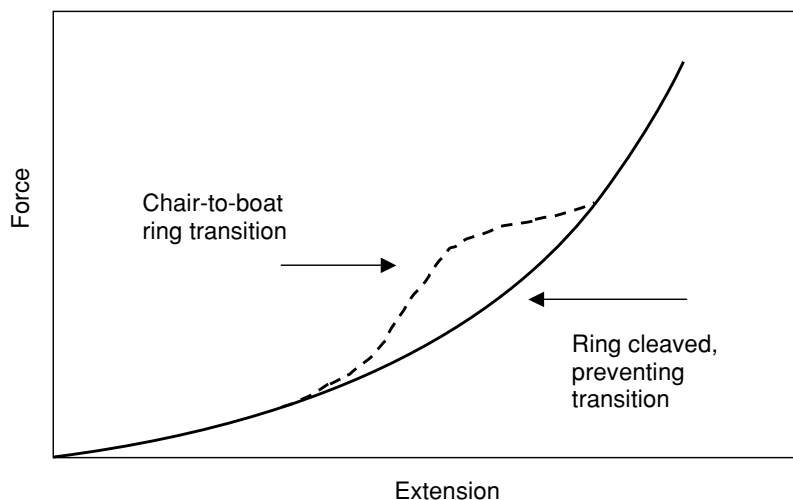 Force
Chair-to-boat
ring transition
Ring cleaved,
preventing
transition
Extension